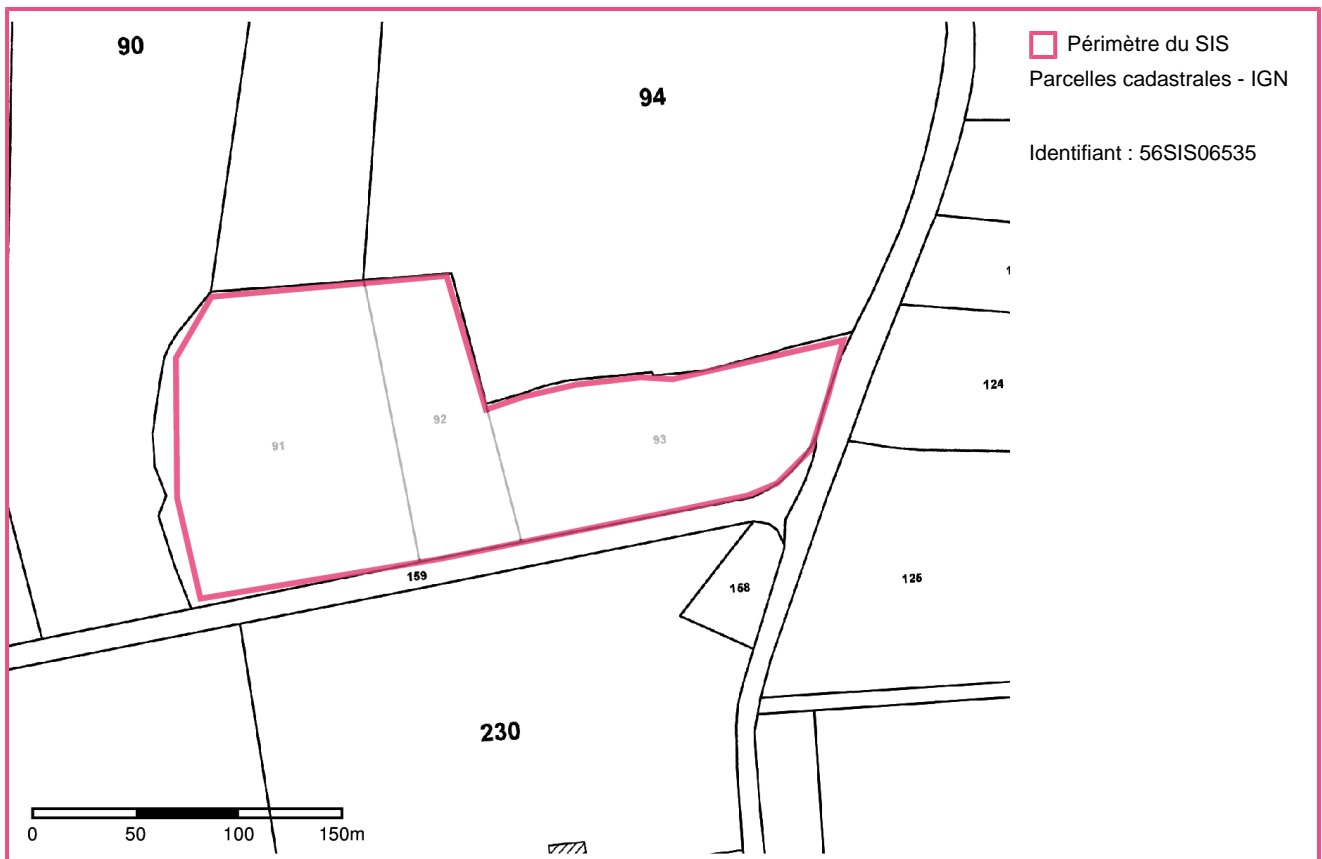 90
94
Périmètre du SIS
Parcelles cadastrales - IGN
Identifiant : 56SIS06535
124
91
92
93
159
158
125
230
0 50 100 150m